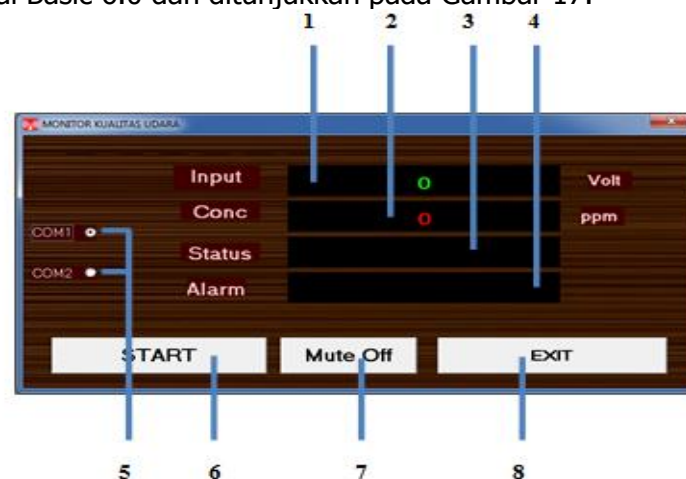 al Basic 6.0 dan ditunjukkan pada Gambar 17.
1 2 3 4
MONITOR KUALITAS UDARA
Input 0 Volt
Conc 0 ppm
COM1
Status
COM2
Alarm
START Mute Off EXIT
5 6 7 8